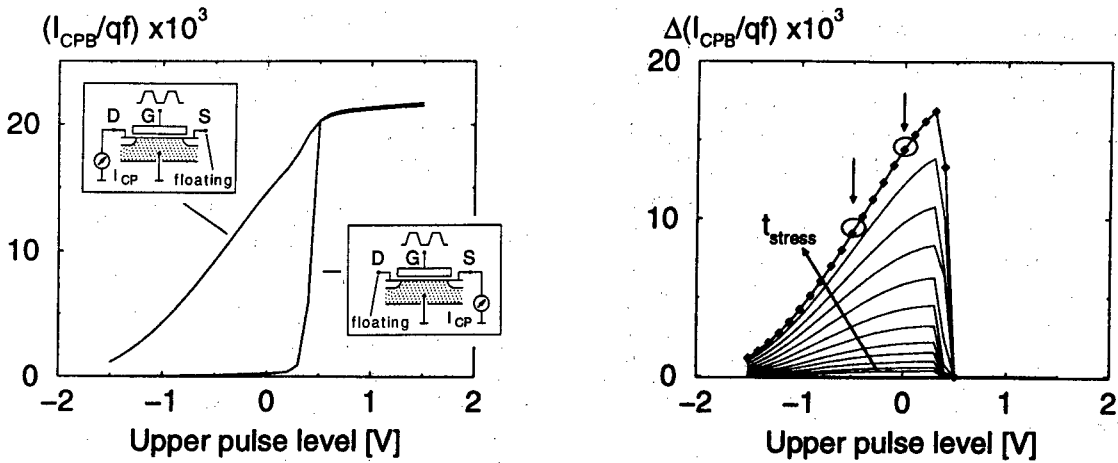 (I_CPB/qf) x10³
20
10
0
−2
−1
0
1
2
Upper pulse level [V]
D G S
I_CP floating
D G S
floating I_CP
Δ(I_CPB/qf) x10³
20
10
0
t_stress
−2
−1
0
1
2
Upper pulse level [V]